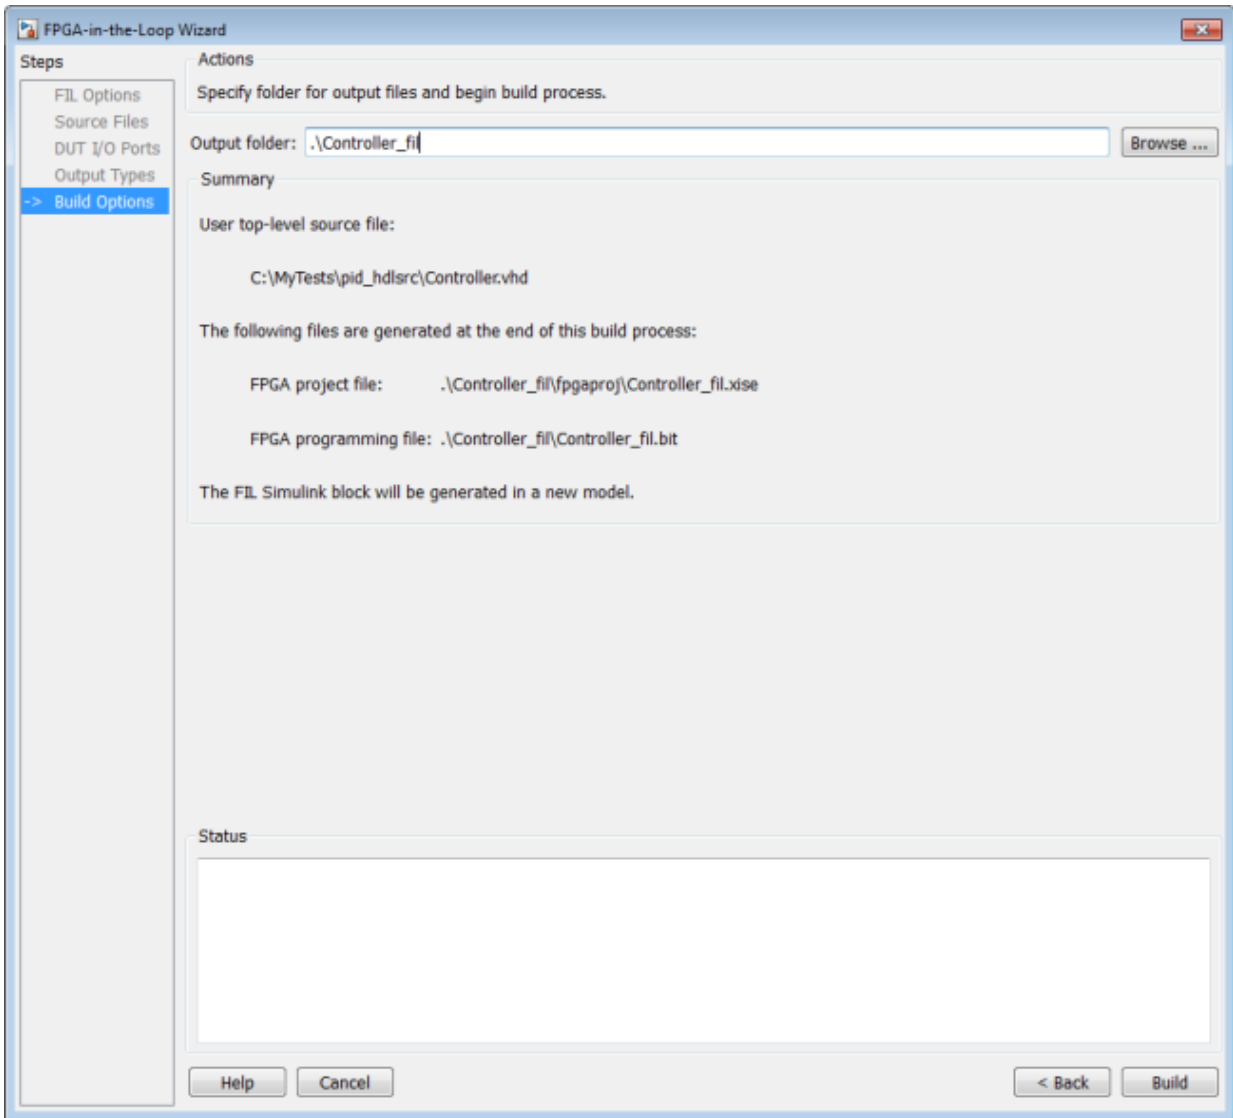 FPGA-in-the-Loop Wizard
Steps
FIL Options
Source Files
DUT I/O Ports
Output Types
-> Build Options
Actions
Specify folder for output files and begin build process.
Output folder: .\Controller_fil Browse ...
Summary
User top-level source file:
C:\MyTests\pid_hdlsrc\Controller.vhd
The following files are generated at the end of this build process:
FPGA project file: .\Controller_fil\fpgaproj\Controller_fil.xise
FPGA programming file: .\Controller_fil\Controller_fil.bit
The FIL Simulink block will be generated in a new model.
Status
Help Cancel < Back Build